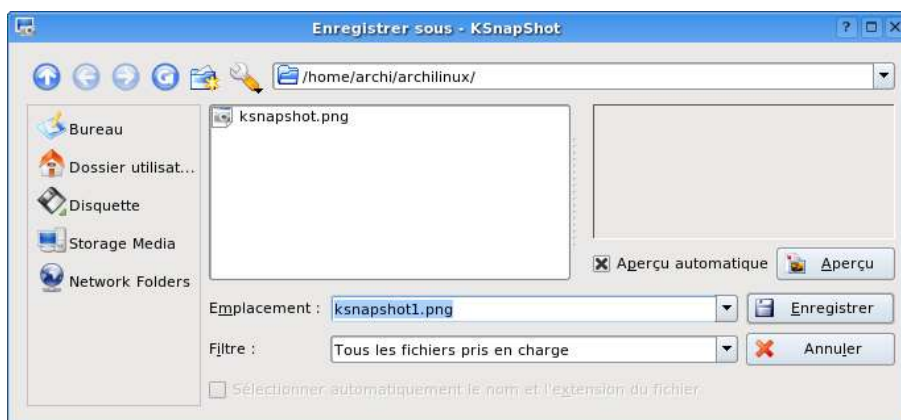 Enregistrer sous - KSnapShot
/home/archi/archilinux/
Bureau
Dossier utilisat...
Disquette
Storage Media
Network Folders
ksnapshot.png
Aperçu automatique
Aperçu
Emplacement :
ksnapshot1.png
Enregistrer
Filtre :
Tous les fichiers pris en charge
Annuler
Sélectionner automatiquement le nom et l'extension du fichier